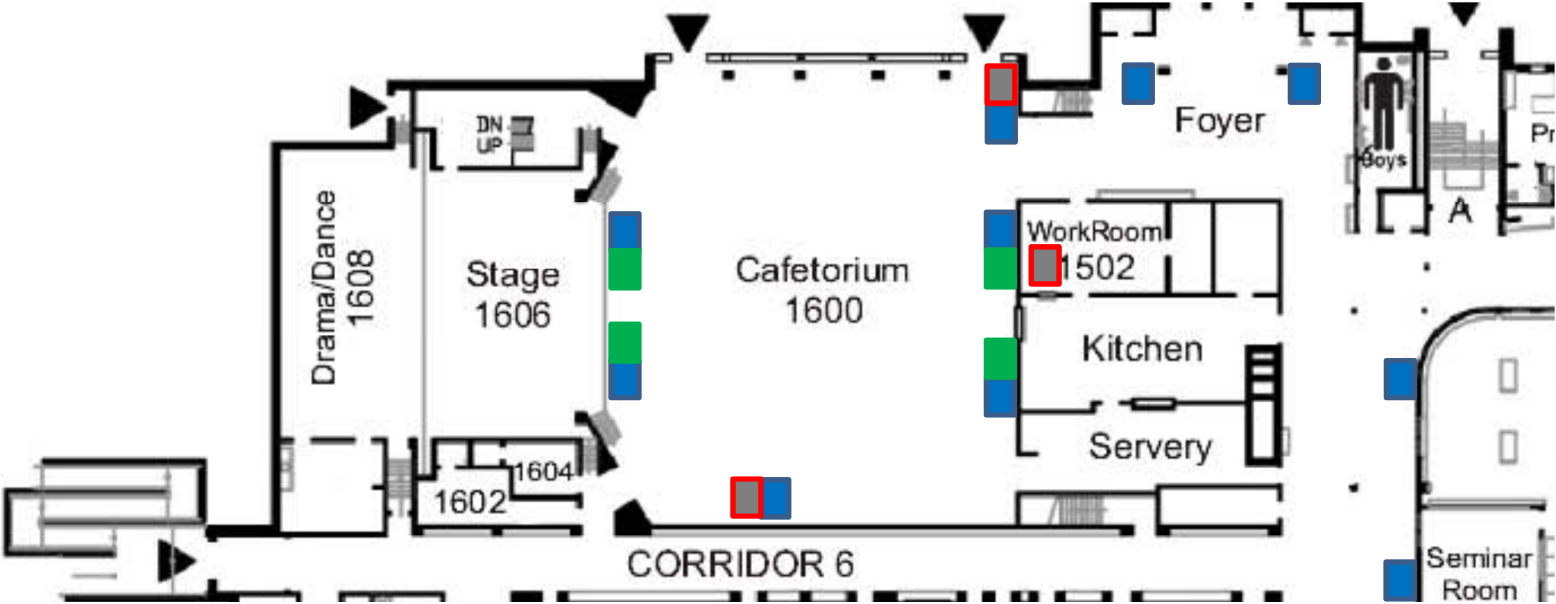 Foyer
DN
UP
Boys
Pr
A
Drama/Dance
1608
Stage
1606
Cafetorium
1600
WorkRoom
1502
Kitchen
Servery
1604
1602
CORRIDOR 6
Seminar
Room